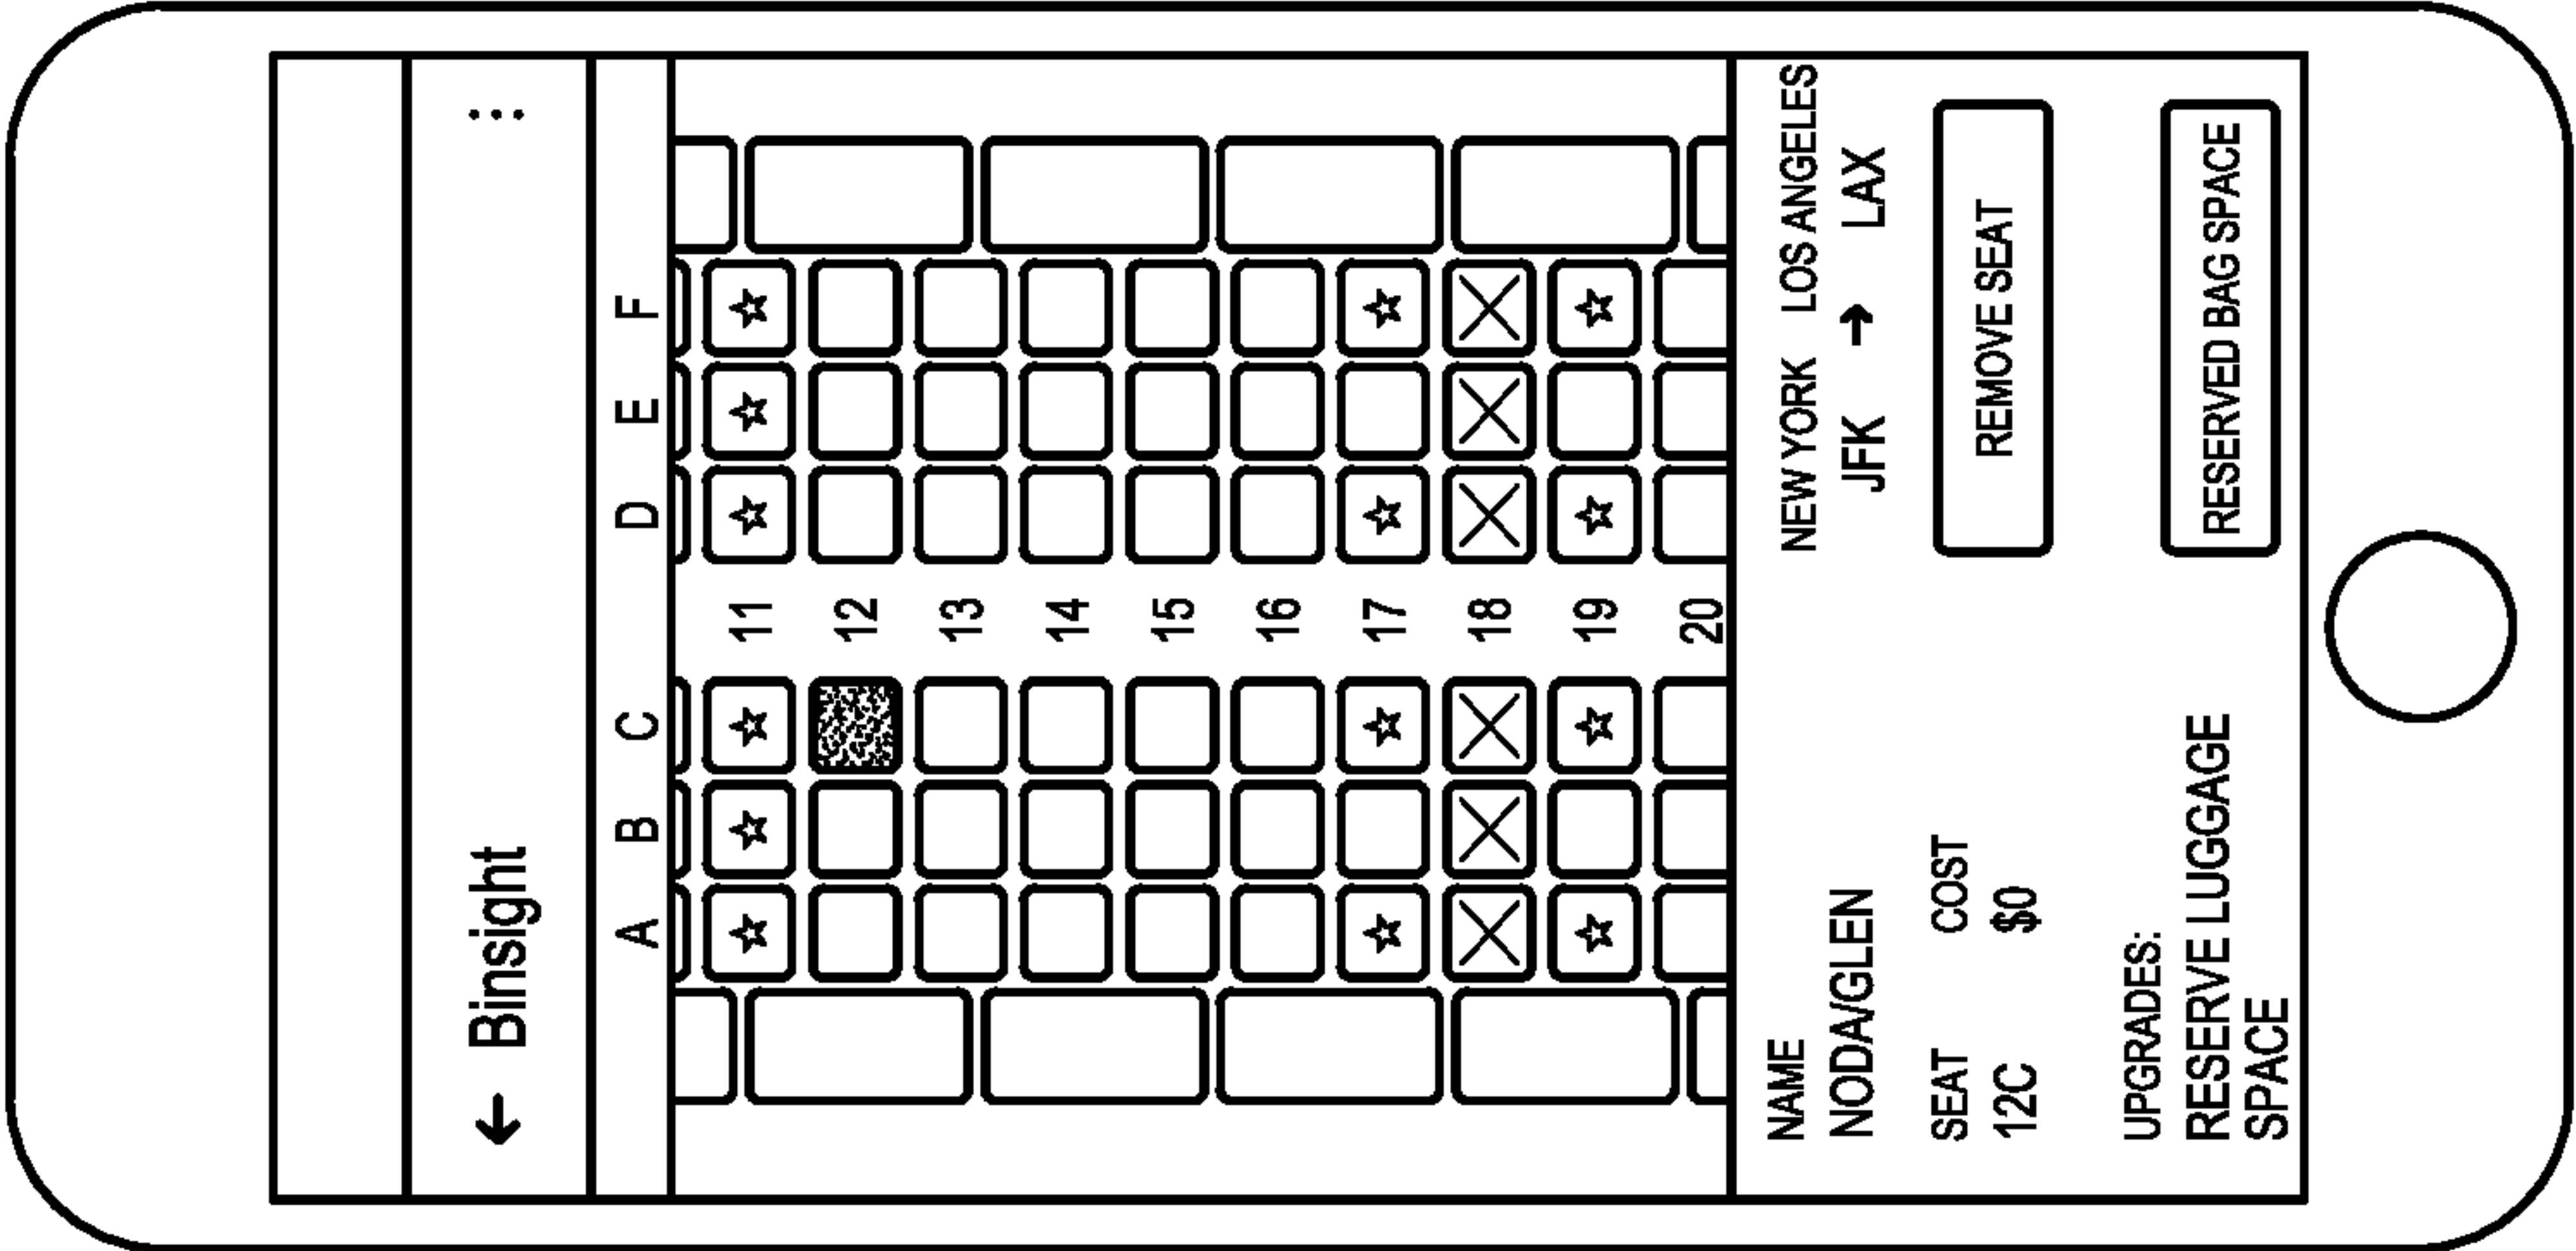 ← Binsight ⋮
A B C D E F
☆ ☆ ☆ 11 ☆ ☆ ☆
12
13
14
15
16
☆ ☆ 17 ☆ ☆
18
☆ ☆ 19 ☆ ☆
20
NAME
NODA/GLEN
NEW YORK LOS ANGELES
JFK → LAX
SEAT COST
12C $0
REMOVE SEAT
UPGRADES:
RESERVE LUGGAGE
SPACE
RESERVED BAG SPACE